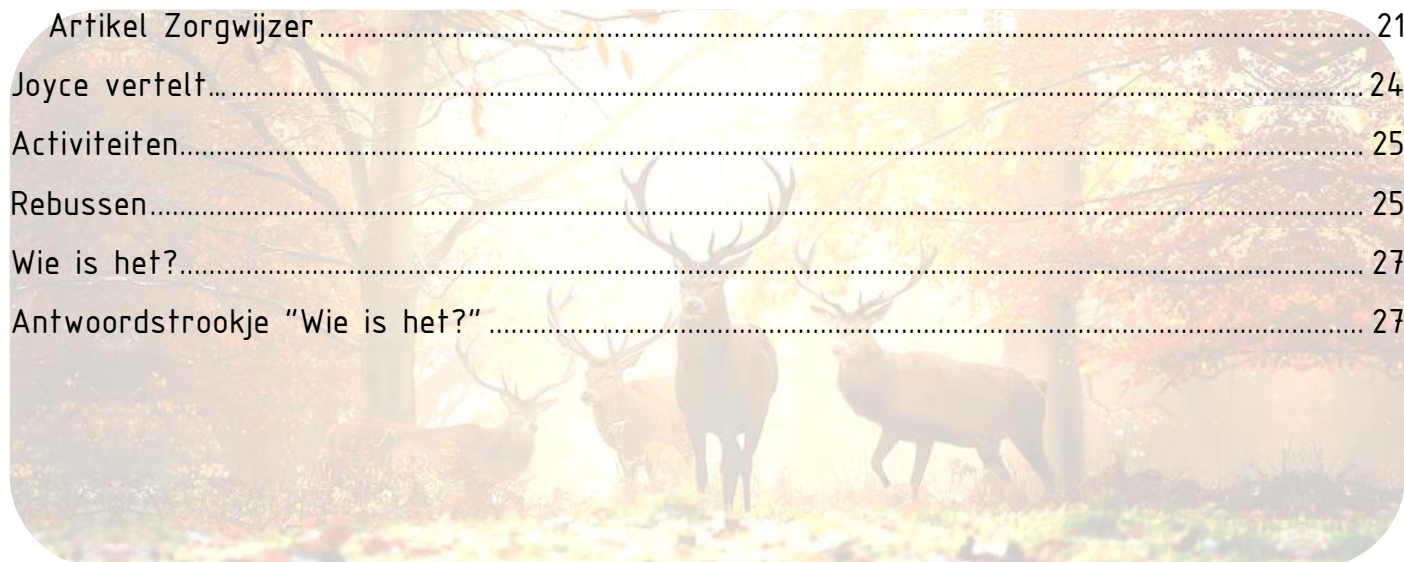 Artikel Zorgwijzer 21
Joyce vertelt... 24
Activiteiten 25
Rebussen 25
Wie is het? 27
Antwoordstrookje "Wie is het?" 27